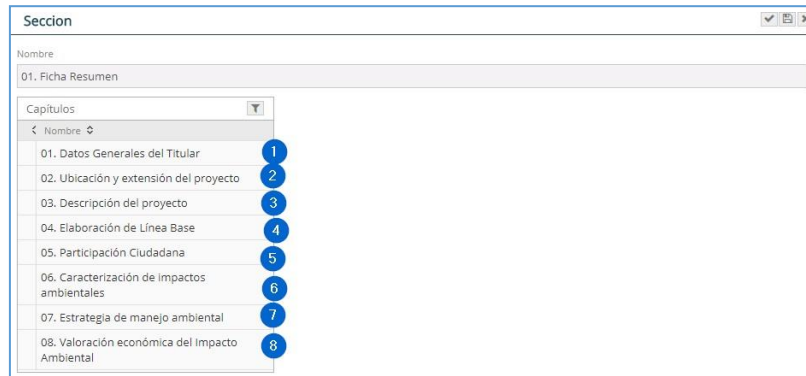 Seccion
Nombre
01. Ficha Resumen
Capítulos
Nombre
01. Datos Generales del Titular
1
02. Ubicación y extensión del proyecto
2
03. Descripción del proyecto
3
04. Elaboración de Línea Base
4
05. Participación Ciudadana
5
06. Caracterización de impactos
ambientales
6
07. Estrategia de manejo ambiental
7
08. Valoración económica del Impacto
Ambiental
8